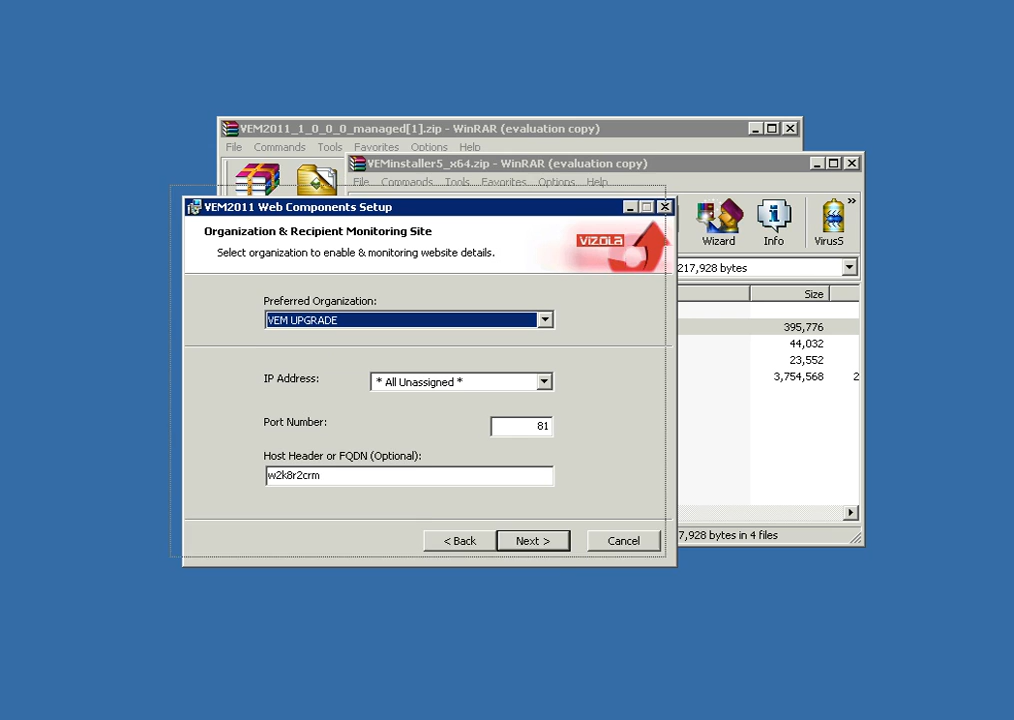 VEM2011_1_0_0_0_managed[1].zip - WinRAR (evaluation copy)
File Commands Tools Favorites Options Help
VEMinstaller5_x64.zip - WinRAR (evaluation copy)
File Commands Tools Favorites Options Help
VEM2011 Web Components Setup
Organization & Recipient Monitoring Site
Select organization to enable & monitoring website details.
vizola
Wizard Info VirusS
217,928 bytes
Size
395,776
44,032
23,552
3,754,568 2
Preferred Organization:
VEM UPGRADE
IP Address: * All Unassigned *
Port Number: 81
Host Header or FQDN (Optional):
w2k8r2crm
< Back Next > Cancel
7,928 bytes in 4 files